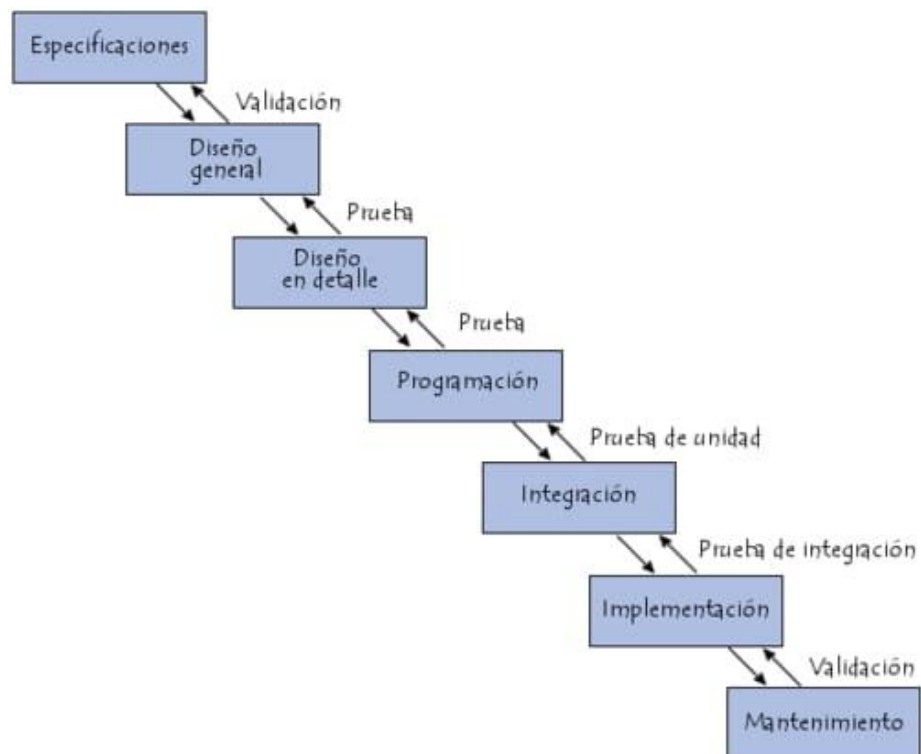 Especificaciones
Validación
Diseño
general
Prueba
Diseño
en detalle
Prueba
Programación
Prueba de unidad
Integración
Prueba de integración
Implementación
Validación
Mantenimiento